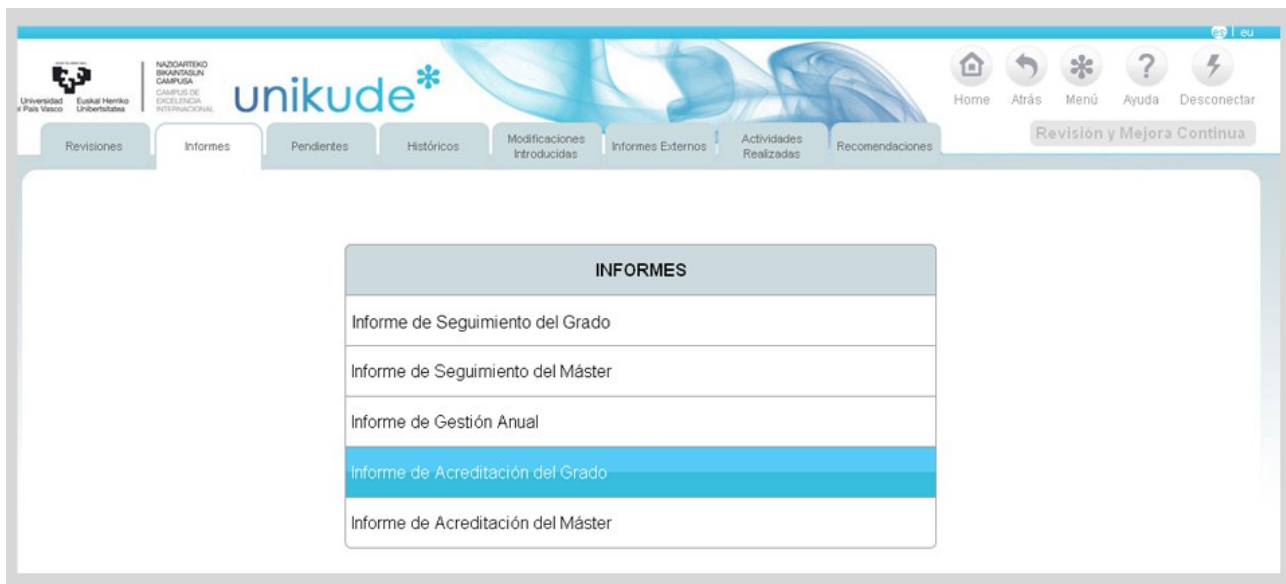 es | eu
Universidad Euskal Herriko
País Vasco Unibertsitatea
NAZIOARTEKO
BIKAINTASUN
CAMPUSA
CAMPUS DE
EXCELENCIA
INTERNACIONAL
unikude*
Home Atrás Menú Ayuda Desconectar
Revisión y Mejora Continua
Revisiones
Informes
Pendientes
Históricos
Modificaciones
Introducidas
Informes Externos
Actividades
Realizadas
Recomendaciones
INFORMES
Informe de Seguimiento del Grado
Informe de Seguimiento del Máster
Informe de Gestión Anual
Informe de Acreditación del Grado
Informe de Acreditación del Máster